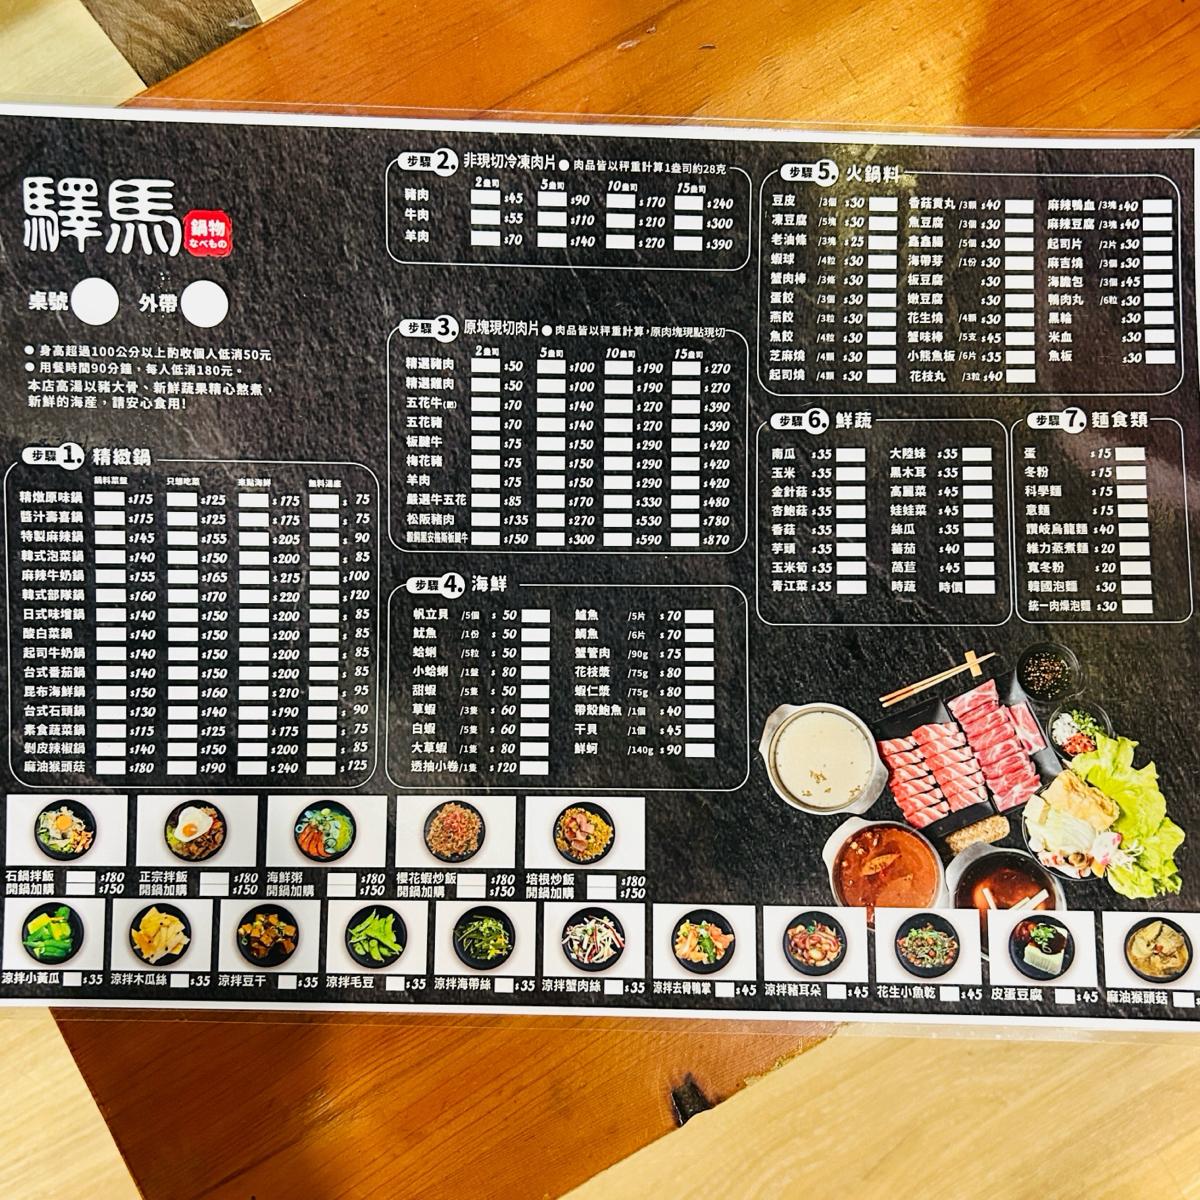 驛馬
鍋物
なべもの
桌號
外帶
●身高超過100公分以上酌收個人低消50元
●用餐時間90分鐘，每人低消180元。
本店高湯以豬大骨、新鮮蔬果精心熬煮，
新鮮的海產，請安心食用！
步驟1. 精緻鍋
鍋料菜盤 只想吃菜 來點海鮮 無料湯底
精燉原味鍋 $115 $125 $175 $75
醬汁壽喜鍋 $115 $125 $175 $75
特製麻辣鍋 $145 $155 $205 $90
韓式泡菜鍋 $140 $150 $200 $85
麻辣牛奶鍋 $155 $165 $215 $100
韓式部隊鍋 $160 $170 $220 $120
日式味增鍋 $140 $150 $200 $85
酸白菜鍋 $140 $150 $200 $85
起司牛奶鍋 $140 $150 $200 $85
台式番茄鍋 $140 $150 $200 $85
昆布海鮮鍋 $150 $160 $210 $95
台式石頭鍋 $130 $140 $190 $90
素食蔬菜鍋 $115 $125 $175 $75
剝皮辣椒鍋 $140 $150 $200 $85
麻油猴頭菇 $180 $190 $240 $125
步驟2. 非現切冷凍肉片 ●肉品皆以秤重計算1盎司約28克
2盎司 5盎司 10盎司 15盎司
豬肉 $45 $90 $170 $240
牛肉 $55 $110 $210 $300
羊肉 $70 $140 $270 $390
步驟3. 原塊現切肉片 ●肉品皆以秤重計算，原肉塊現點現切
2盎司 5盎司 10盎司 15盎司
精選豬肉 $50 $100 $190 $270
精選雞肉 $50 $100 $190 $270
五花牛(肥) $70 $140 $270 $390
五花豬 $70 $140 $270 $390
板腱牛 $75 $150 $290 $420
梅花豬 $75 $150 $290 $420
羊肉 $75 $150 $290 $420
嚴選牛五花 $85 $170 $330 $480
松阪豬肉 $135 $270 $530 $780
穀飼黑安格斯板腱牛 $150 $300 $590 $870
步驟4. 海鮮
帆立貝 /5個 $50
魷魚 /1份 $50
蛤蜊 /5粒 $50
小蛤蜊 /1盤 $80
甜蝦 /5隻 $50
草蝦 /3隻 $60
白蝦 /5隻 $60
大草蝦 /1隻 $80
透抽小卷 /1隻 $120
鱸魚 /5片 $70
鯛魚 /6片 $70
蟹管肉 /90g $75
花枝漿 /75g $80
蝦仁漿 /75g $80
帶殼鮑魚 /1個 $40
干貝 /1個 $45
鮮蚵 /140g $90
步驟5. 火鍋料
豆皮 /3個 $30
凍豆腐 /5塊 $30
老油條 /3塊 $25
蝦球 /4粒 $30
蟹肉棒 /3條 $30
蛋餃 /3個 $30
燕餃 /3粒 $30
魚餃 /3粒 $30
芝麻燒 /4顆 $30
起司燒 /4顆 $30
香菇貢丸 /3顆 $40
魚豆腐 /3個 $30
鑫鑫腸 /5個 $30
海帶芽 /1份 $30
板豆腐 $30
嫩豆腐 $30
花生燒 /4顆 $30
蟹味棒 /5支 $45
小熊魚板 /6片 $35
花枝丸 /3粒 $40
麻辣鴨血 /3塊 $40
麻辣豆腐 /3塊 $40
起司片 /2片 $30
麻吉燒 /3個 $30
海膽包 /3個 $45
鴨肉丸 /6粒 $30
黑輪 $30
米血 $30
魚板 $30
步驟6. 鮮蔬
南瓜 $35
玉米 $35
金針菇 $35
杏鮑菇 $35
香菇 $35
芋頭 $35
玉米筍 $35
青江菜 $35
大陸妹 $35
黑木耳 $35
高麗菜 $45
娃娃菜 $45
絲瓜 $35
蕃茄 $40
萵苣 $45
時蔬 時價
步驟7. 麵食類
蛋 $15
冬粉 $15
科學麵 $15
意麵 $15
讚岐烏龍麵 $40
維力蒸煮麵 $20
寬冬粉 $20
韓國泡麵 $30
統一肉燥泡麵 $30
石鍋拌飯 $180
開鍋加購 $150
正宗拌飯 $180
開鍋加購 $150
海鮮粥 $180
開鍋加購 $150
櫻花蝦炒飯 $180
開鍋加購 $150
培根炒飯 $180
開鍋加購 $150
涼拌小黃瓜 $35
涼拌木瓜絲 $35
涼拌豆干 $35
涼拌毛豆 $35
涼拌海帶絲 $35
涼拌蟹肉絲 $35
涼拌去骨鴨掌 $45
涼拌豬耳朵 $45
花生小魚乾 $45
皮蛋豆腐 $45
麻油猴頭菇 $